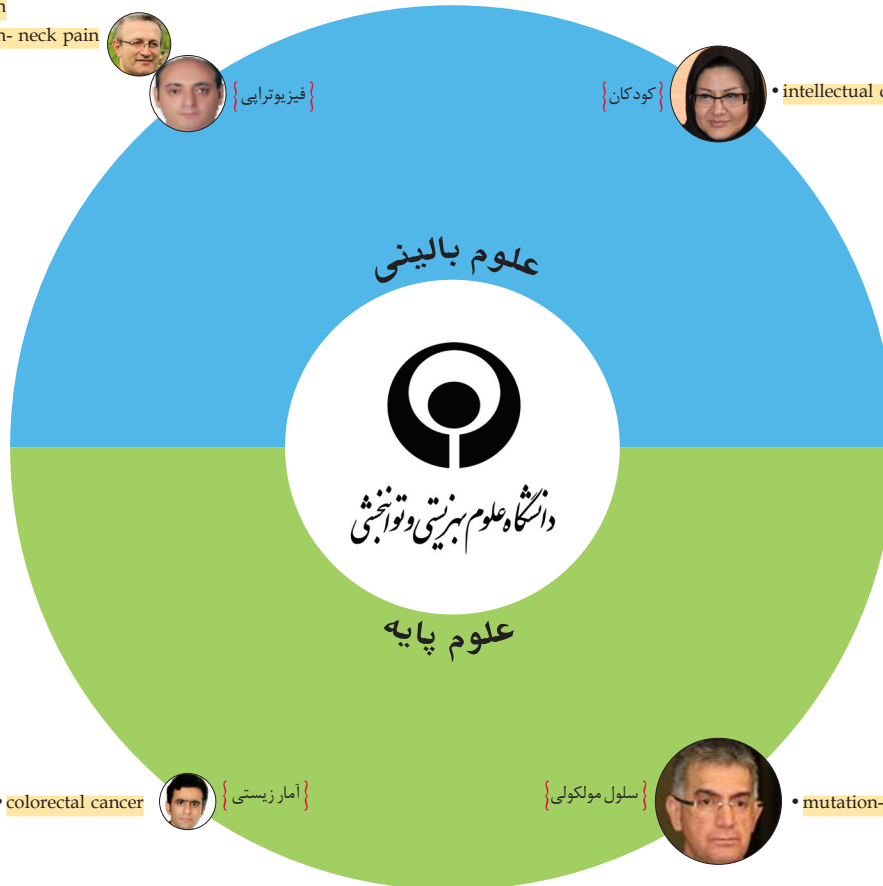 n- neck pain
{فیزیوتراپی}
{کودکان}
• intellectual
علوم بالینی
دانشگاه علوم بهزیستی و توانبخشی
علوم پایه
• colorectal cancer
{آمار زیستی}
{سلول مولکولی}
• mutation-